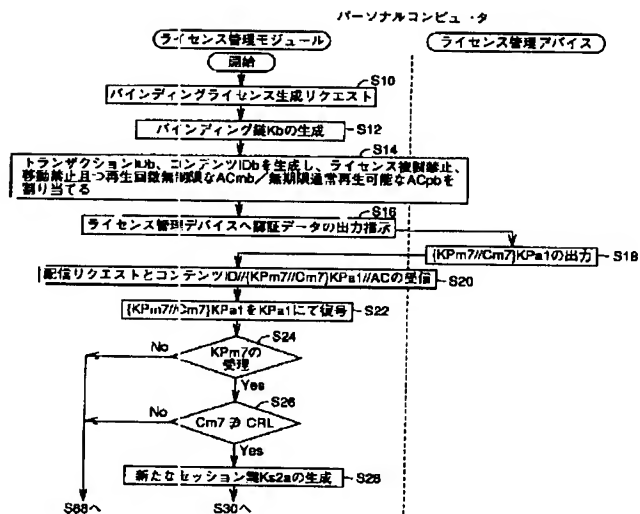 パーソナルコンピュータ
ライセンス管理モジュール
ライセンス管理デバイス
開始
S10
バインディングライセンス生成リクエスト
バインディング鍵Kbの生成
S12
S14
トランザクションIDb、コンテンツIDbを生成し、ライセンス複製禁止、
移動禁止且つ再生回数無制限なACmb/無期限通常再生可能なACpbを
割り当てる
S16
ライセンス管理デバイスへ認証データの出力指示
{KPm7//Cm7}KPa1の出力
S18
配信リクエストとコンテンツID//{KPm7//Cm7}KPa1//ACの受信
S20
{KPm7//Cm7}KPa1をKPa1にて復号
S22
S24
KPm7の
受理
No
Yes
S26
Cm7 ∌ CRL
No
Yes
新たなセッション鍵Ks2aの生成
S28
S68へ
S30へ